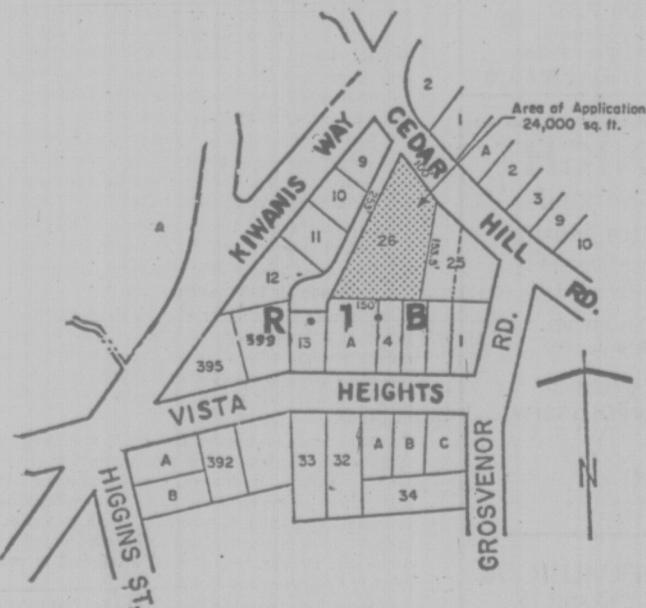 2
1
A
2
3
9
10
Area of Application
24,000 sq. ft.
CEDAR HILL RD.
KIWANIS WAY
A
9
10
11
12
26
25
150'
R 1 B
395
399
13
A
4
1
VISTA HEIGHTS
GROSVENOR RD.
HIGGINS ST.
A
B
392
33
32
A
B
C
34
N